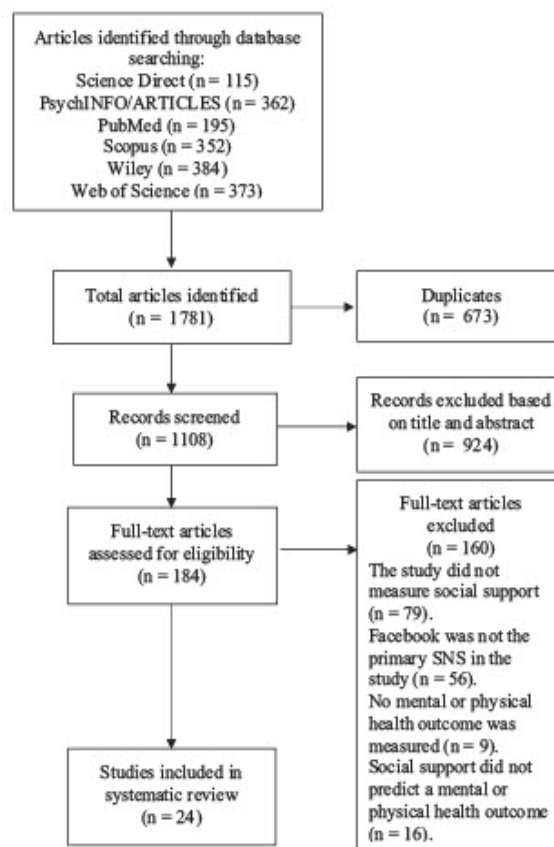 Articles identified through database
searching:
Science Direct (n = 115)
PsychINFO/ARTICLES (n = 362)
PubMed (n = 195)
Scopus (n = 352)
Wiley (n = 384)
Web of Science (n = 373)
Total articles identified
(n = 1781)
Duplicates
(n = 673)
Records screened
(n = 1108)
Records excluded based
on title and abstract
(n = 924)
Full-text articles
assessed for eligibility
(n = 184)
Full-text articles
excluded
(n = 160)
The study did not
measure social support
(n = 79).
Facebook was not the
primary SNS in the
study (n = 56).
No mental or physical
health outcome was
measured (n = 9).
Social support did not
predict a mental or
physical health outcome
(n = 16).
Studies included in
systematic review
(n = 24)